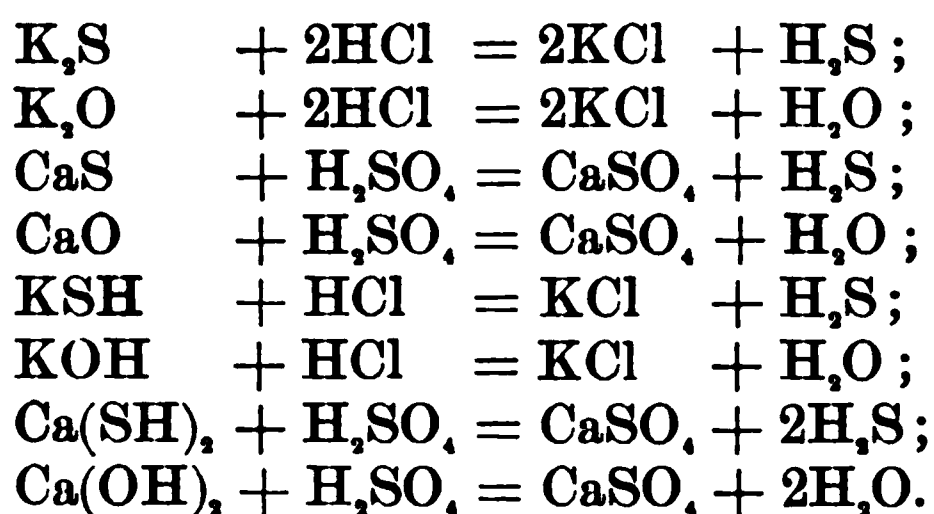 K₂S + 2HCl = 2KCl + H₂S;
K₂O + 2HCl = 2KCl + H₂O;
CaS + H₂SO₄ = CaSO₄ + H₂S;
CaO + H₂SO₄ = CaSO₄ + H₂O;
KSH + HCl = KCl + H₂S;
KOH + HCl = KCl + H₂O;
Ca(SH)₂ + H₂SO₄ = CaSO₄ + 2H₂S;
Ca(OH)₂ + H₂SO₄ = CaSO₄ + 2H₂O.